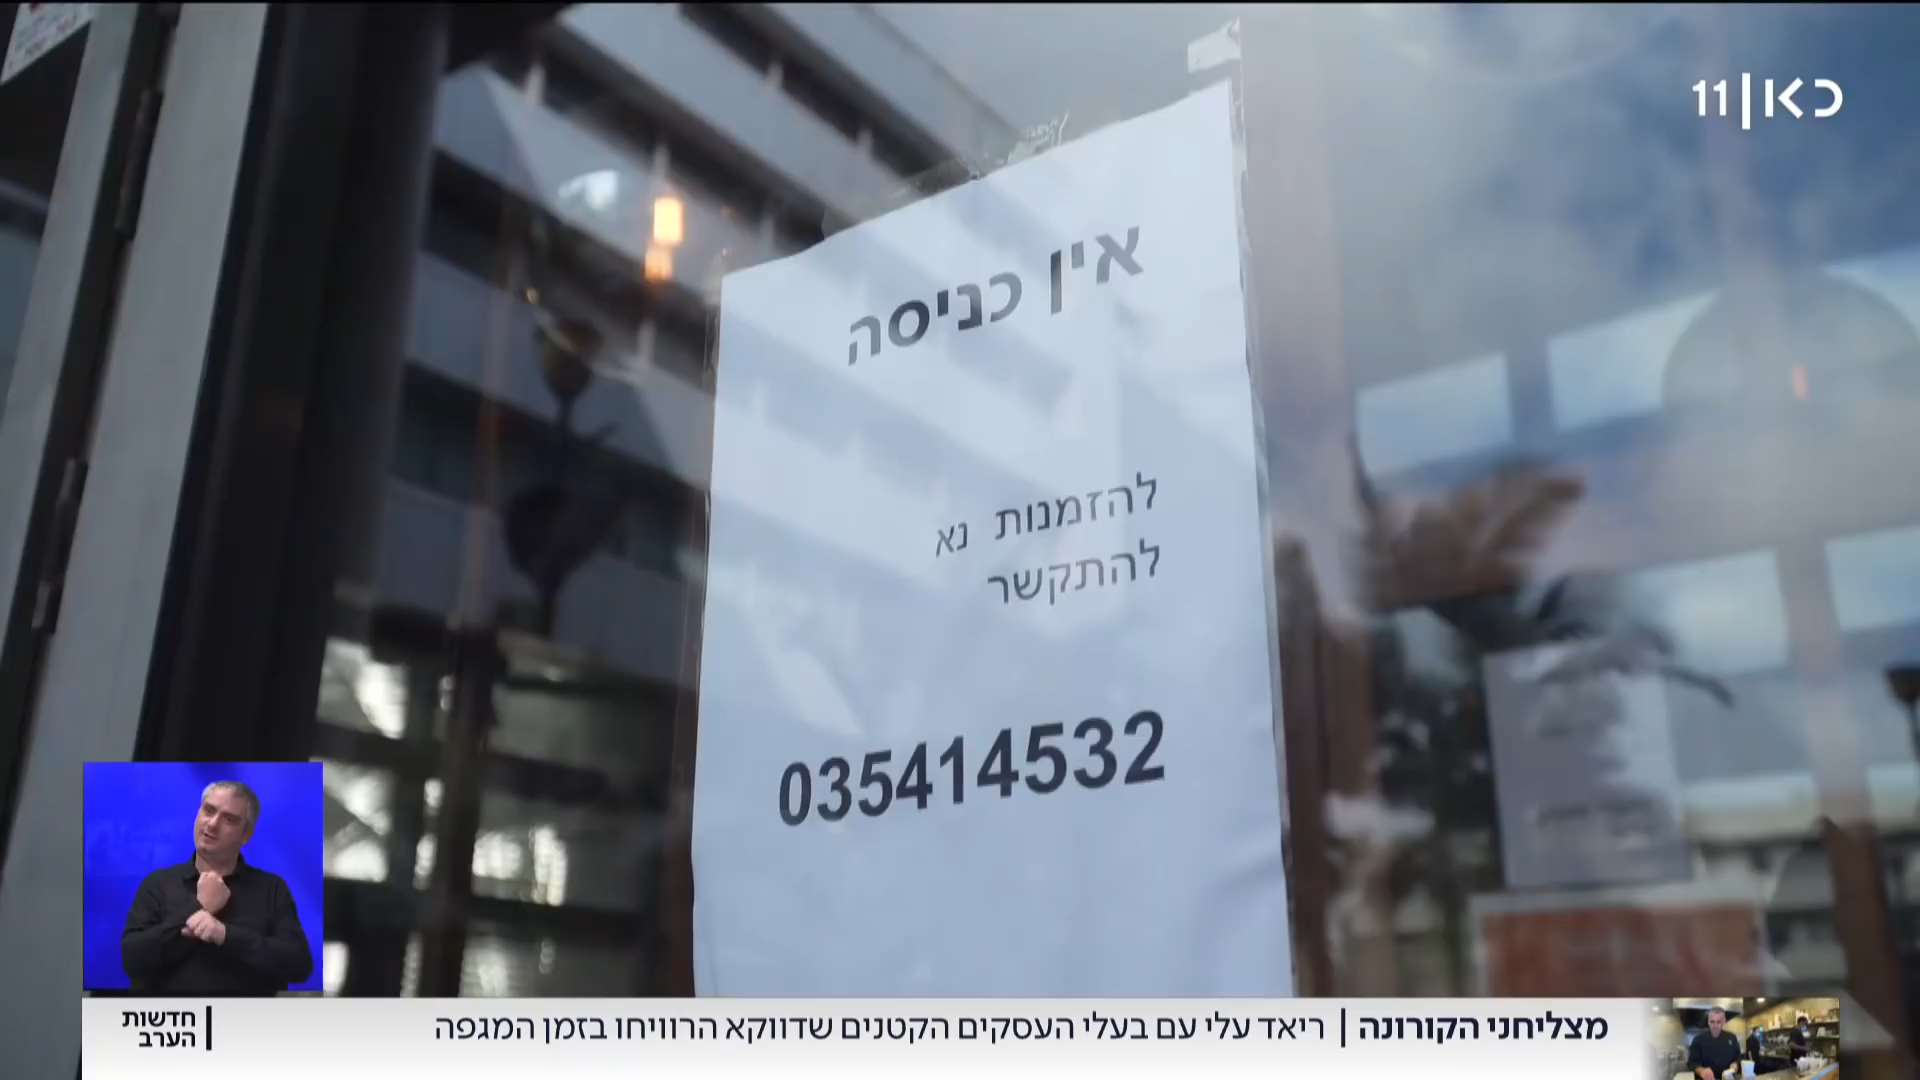 כאן|11
אין כניסה
להזמנות נא
להתקשר
035414532
מצליחני הקורונה | ריאד עלי עם בעלי העסקים הקטנים שדווקא הרוויחו בזמן המגפה
חדשות
הערב